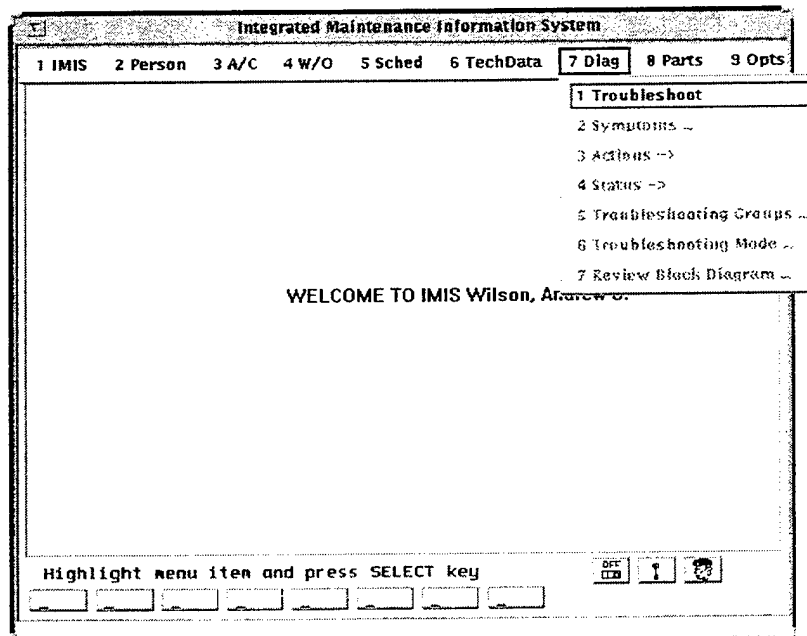 Integrated Maintenance Information System
1 IMIS 2 Person 3 A/C 4 W/O 5 Sched 6 TechData 7 Diag 8 Parts 9 Opts
1 Troubleshoot
2 Symptoms ...
3 Actions ->
4 Status ->
5 Troubleshooting Groups ...
6 Troubleshooting Mode ...
7 Review Block Diagram ...
WELCOME TO IMIS Wilson, Andrew
Highlight menu item and press SELECT key
OFF